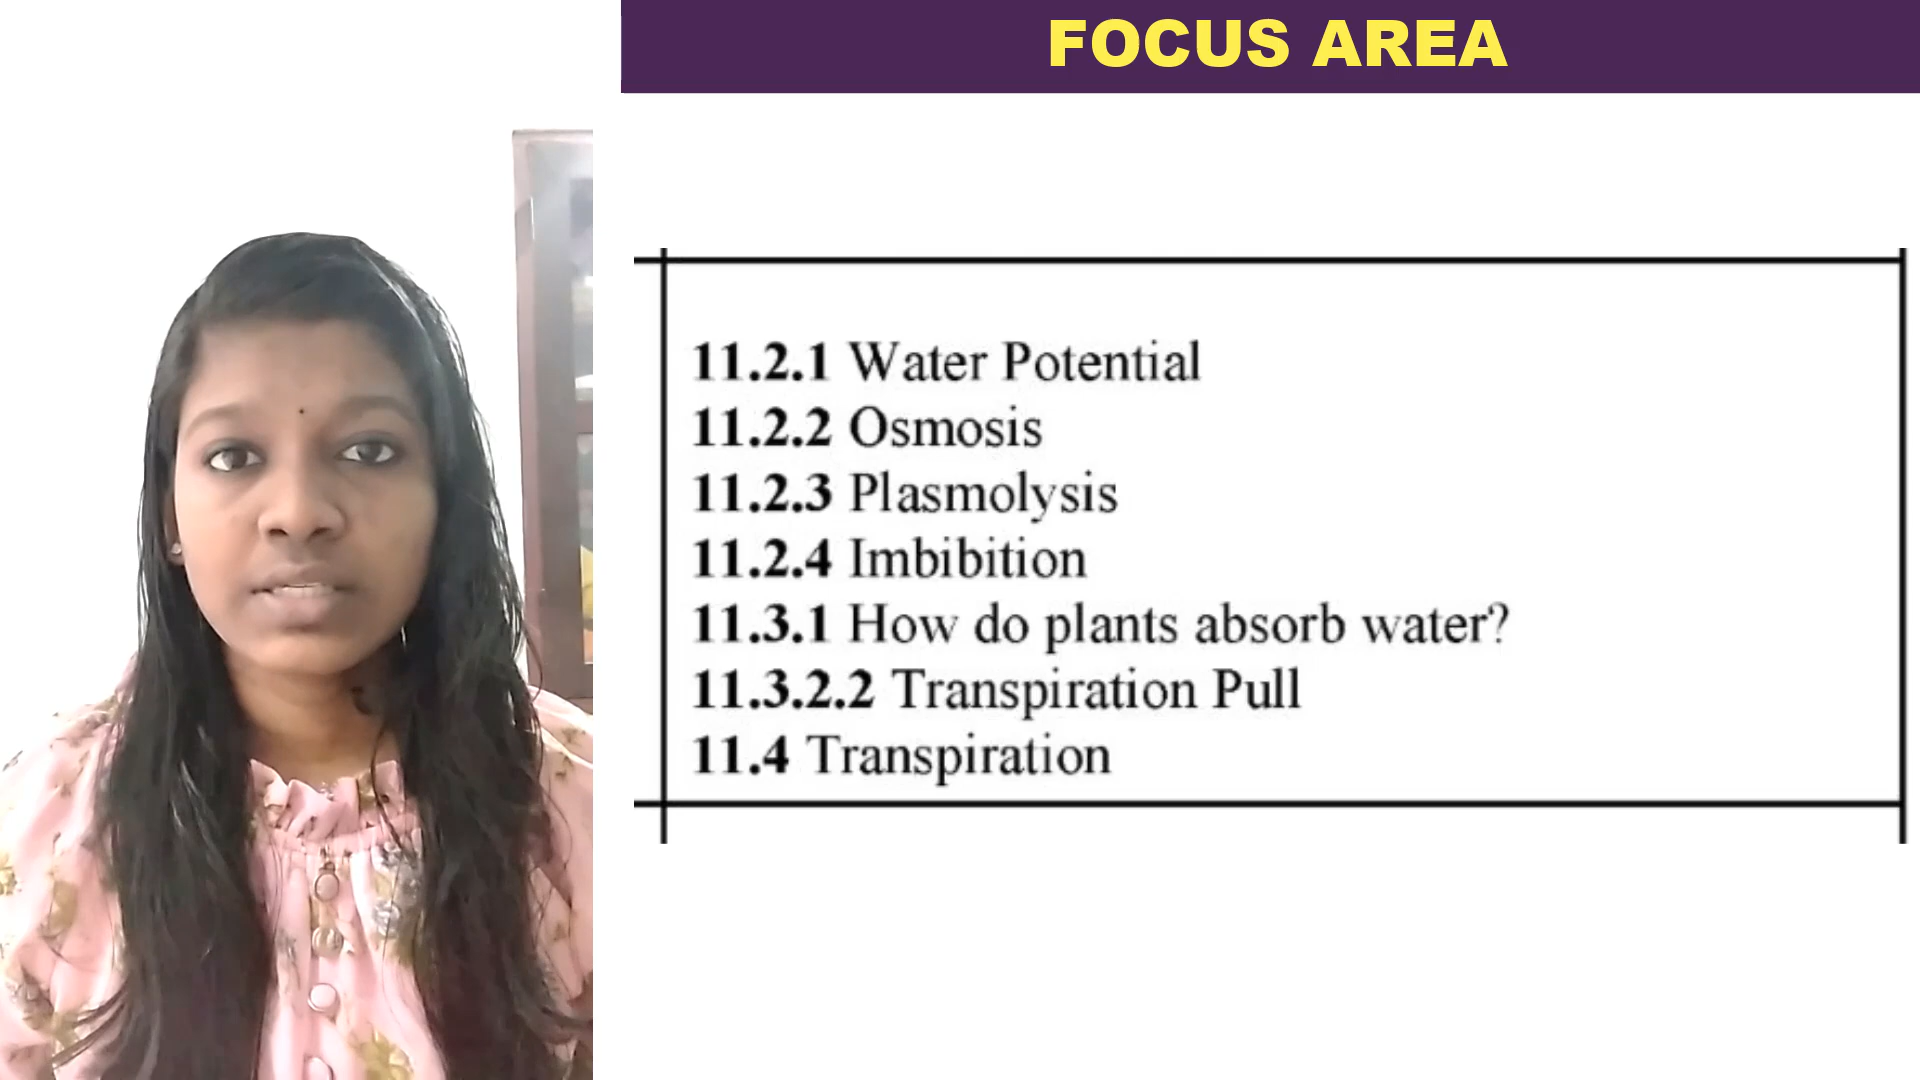 FOCUS AREA
11.2.1 Water Potential
11.2.2 Osmosis
11.2.3 Plasmolysis
11.2.4 Imbibition
11.3.1 How do plants absorb water?
11.3.2.2 Transpiration Pull
11.4 Transpiration